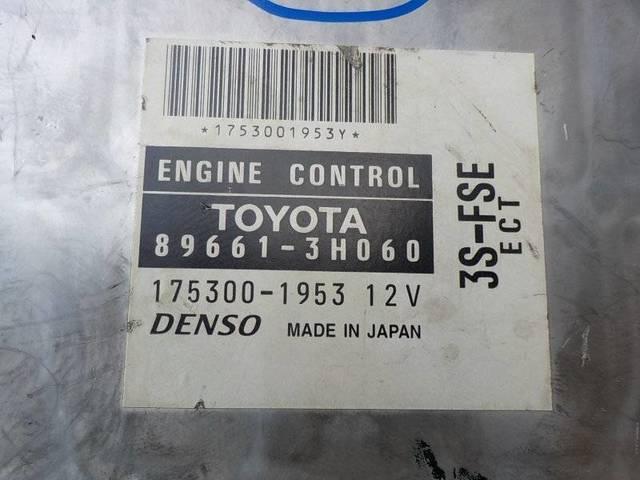 *1753001953Y*
ENGINE CONTROL
TOYOTA
89661-3H060
175300-1953 12V
DENSO MADE IN JAPAN
3S-FSE
ECT